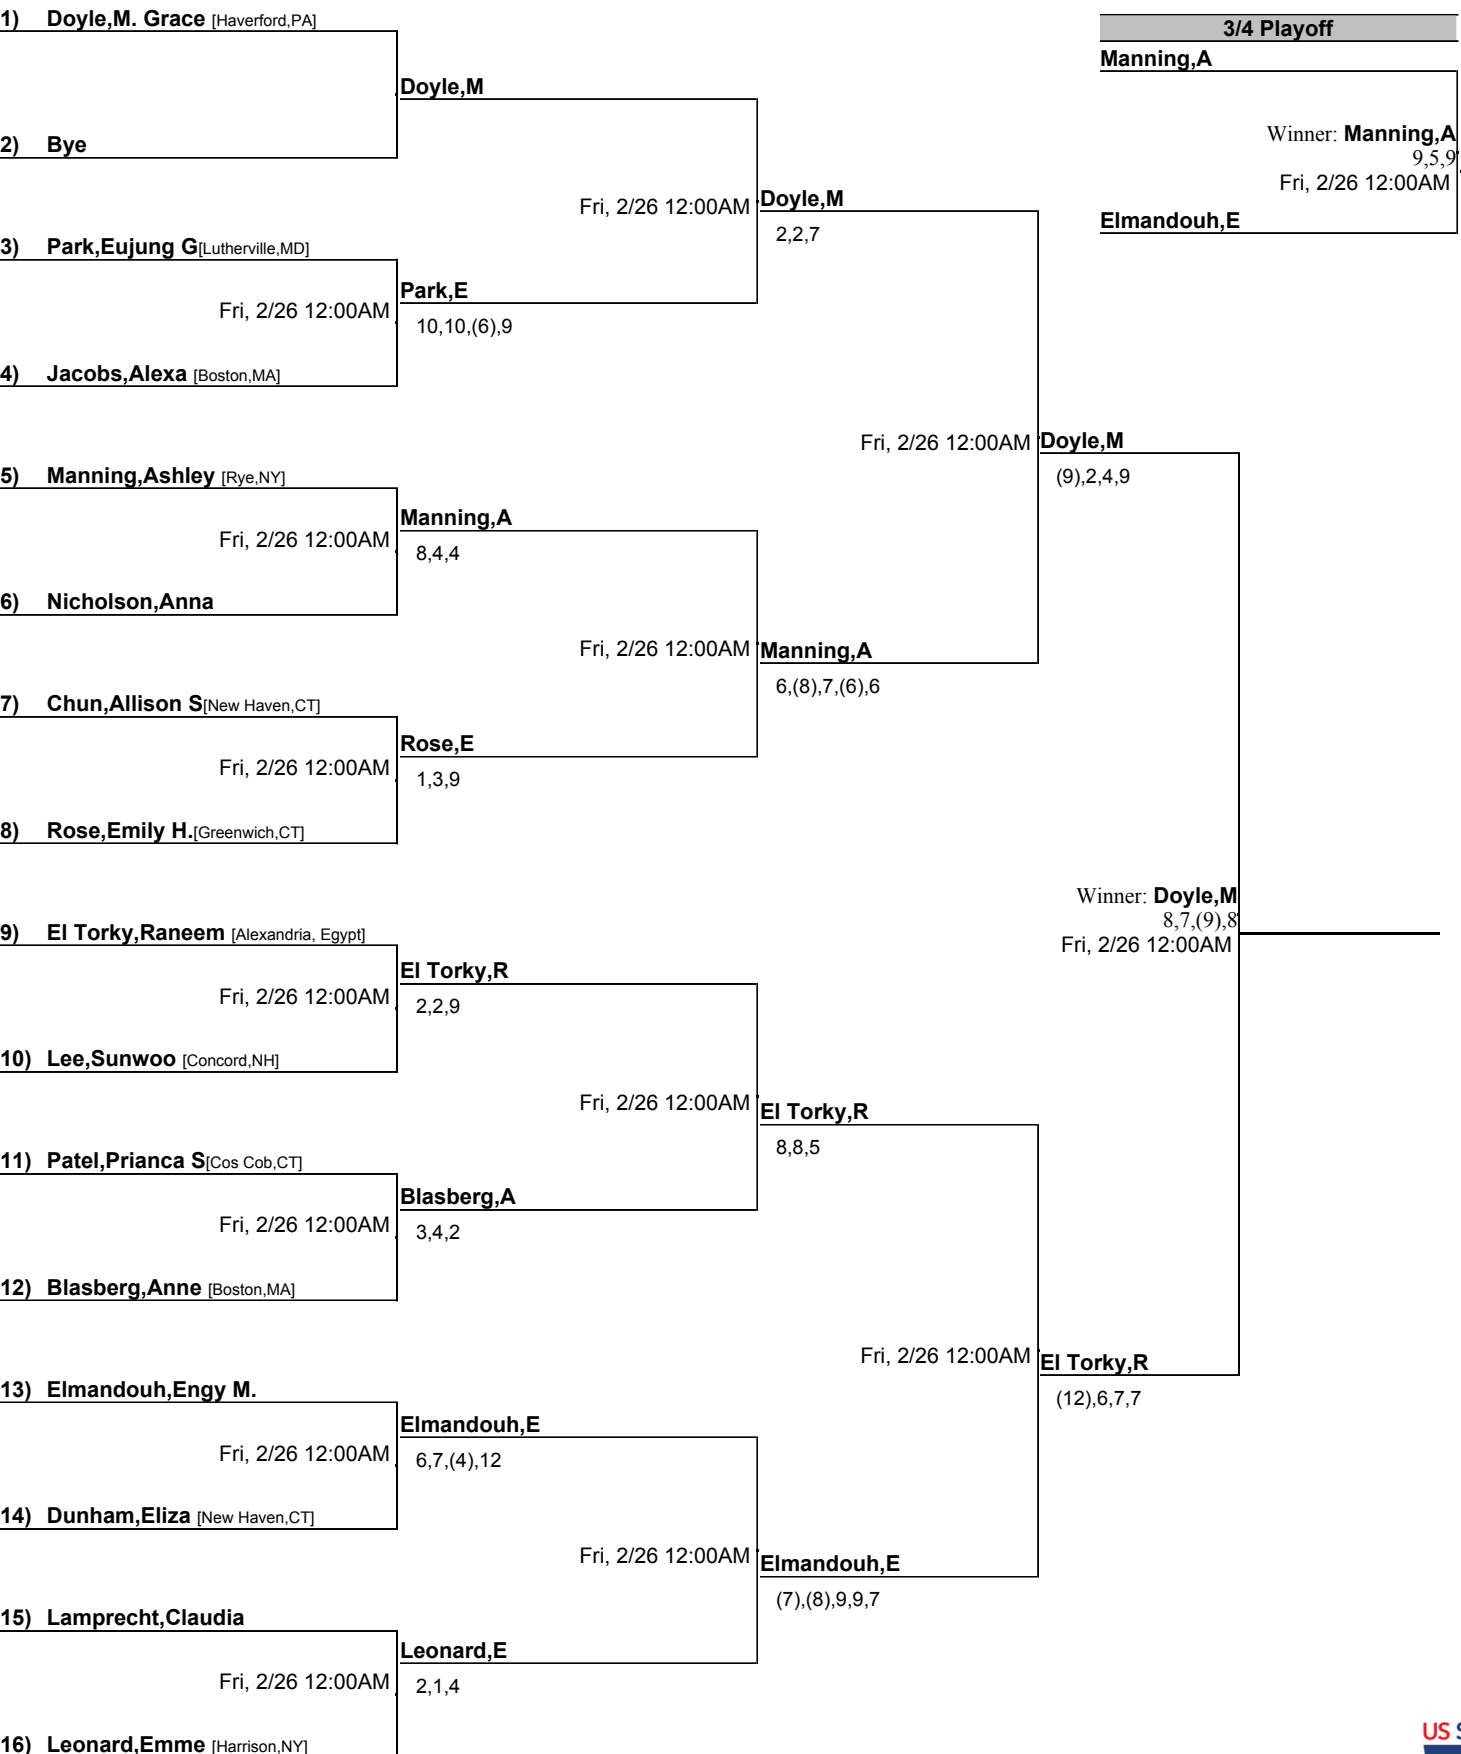 1) Doyle,M. Grace [Haverford,PA]
3/4 Playoff
Manning,A
Doyle,M
Winner: Manning,A
2) Bye
9,5,9
Fri, 2/26 12:00AM
Fri, 2/26 12:00AM Doyle,M
Elmandouh,E
2,2,7
3) Park,Eujung G[Lutherville,MD]
Park,E
Fri, 2/26 12:00AM
10,10,(6),9
4) Jacobs,Alexa [Boston,MA]
Fri, 2/26 12:00AM Doyle,M
(9),2,4,9
5) Manning,Ashley [Rye,NY]
Manning,A
Fri, 2/26 12:00AM
8,4,4
6) Nicholson,Anna
Fri, 2/26 12:00AM Manning,A
6,(8),7,(6),6
7) Chun,Allison S[New Haven,CT]
Rose,E
Fri, 2/26 12:00AM
1,3,9
8) Rose,Emily H.[Greenwich,CT]
Winner: Doyle,M
8,7,(9),8
Fri, 2/26 12:00AM
9) El Torky,Raneem [Alexandria, Egypt]
El Torky,R
Fri, 2/26 12:00AM
2,2,9
10) Lee,Sunwoo [Concord,NH]
Fri, 2/26 12:00AM El Torky,R
8,8,5
11) Patel,Prianca S[Cos Cob,CT]
Blasberg,A
Fri, 2/26 12:00AM
3,4,2
12) Blasberg,Anne [Boston,MA]
Fri, 2/26 12:00AM El Torky,R
(12),6,7,7
13) Elmandouh,Engy M.
Elmandouh,E
Fri, 2/26 12:00AM
6,7,(4),12
14) Dunham,Eliza [New Haven,CT]
Fri, 2/26 12:00AM Elmandouh,E
(7),(8),9,9,7
15) Lamprecht,Claudia
Leonard,E
Fri, 2/26 12:00AM
2,1,4
16) Leonard,Emme [Harrison,NY]
US S